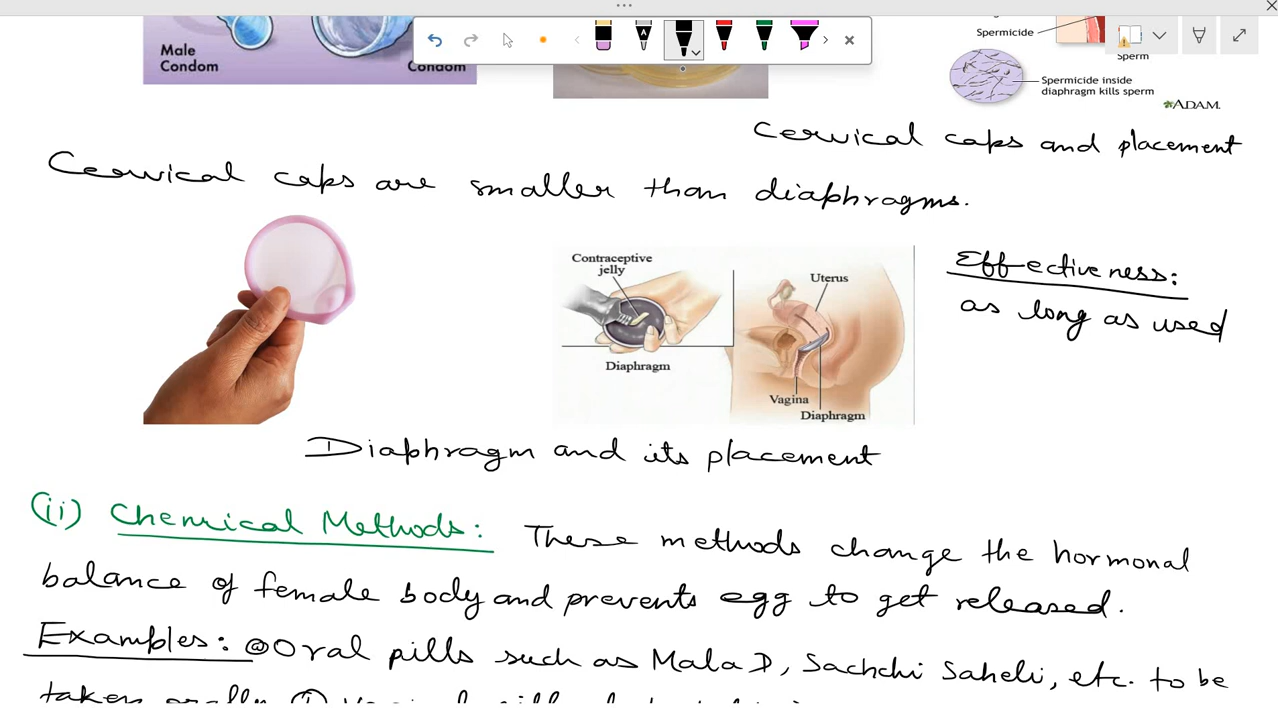 Male
Condom
Condom
Spermicide
Sperm
Spermicide inside
diaphragm kills sperm
ADAM.
Cervical caps and placement
Cervical caps are smaller than diaphragms.
Contraceptive
jelly
Diaphragm
Uterus
Vagina
Diaphragm
Effectiveness:
as long as used
Diaphragm and its placement
(ii) Chemical Methods: These methods change the hormonal
balance of female body and prevents egg to get released.
Examples: @ Oral pills such as Mala D, Sachchi Saheli, etc. to be
taken orally